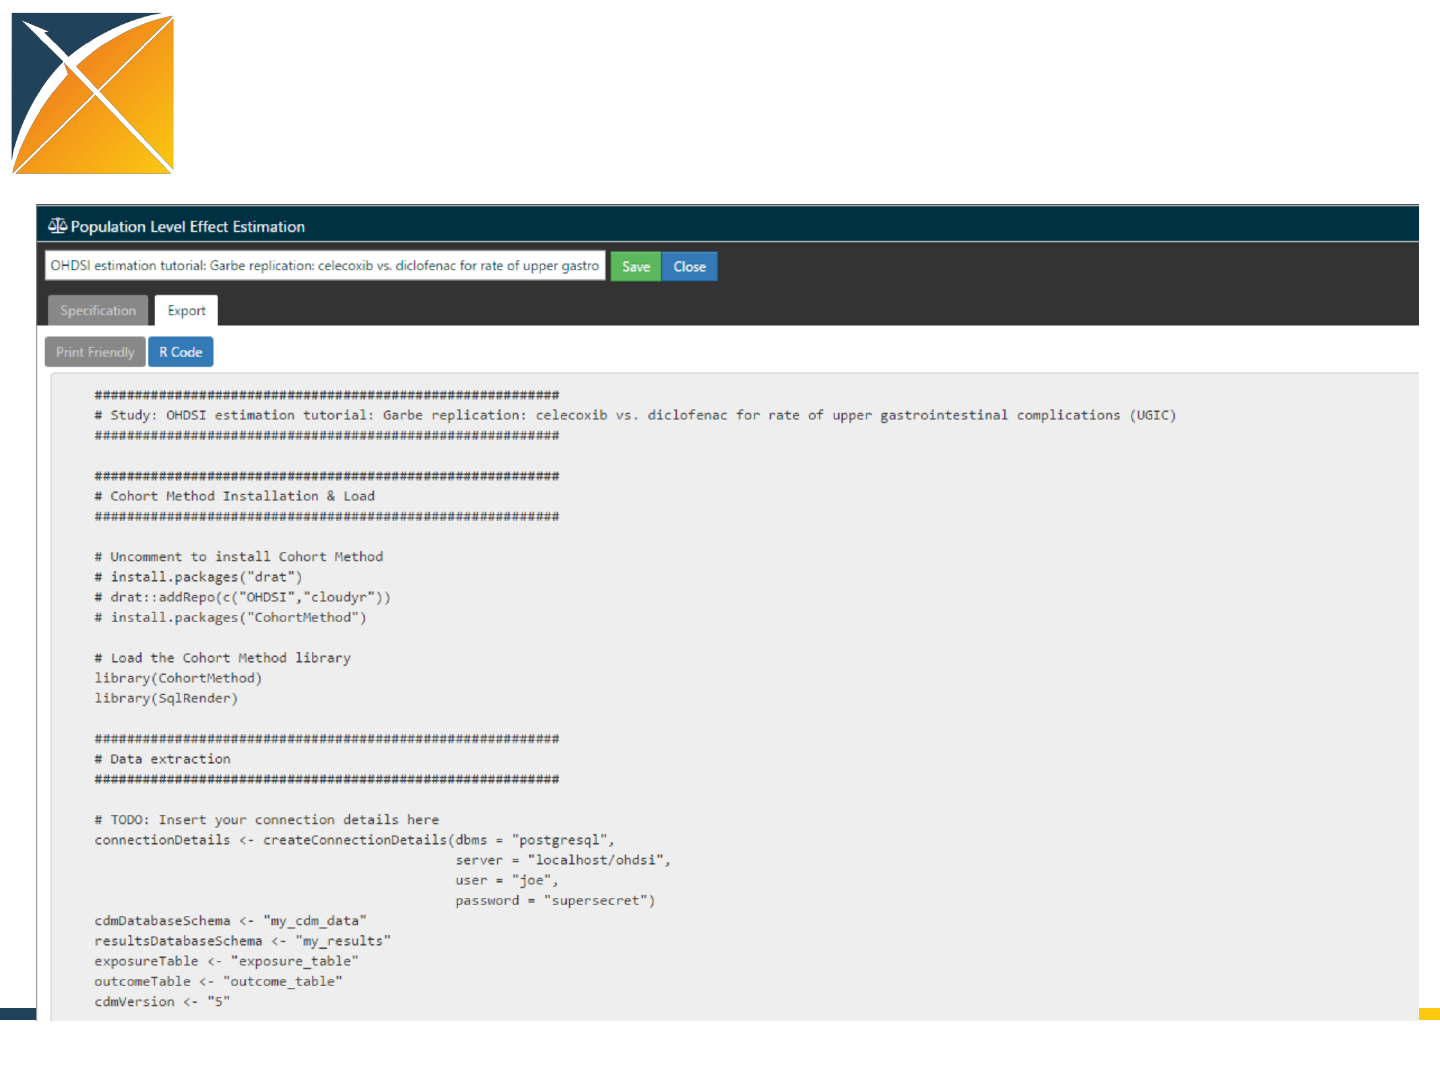 Population Level Effect Estimation
OHDSI estimation tutorial: Garbe replication: celecoxib vs. diclofenac for rate of upper gastro
Save Close
Specification Export
Print Friendly R Code
##########################################################
# Study: OHDSI estimation tutorial: Garbe replication: celecoxib vs. diclofenac for rate of upper gastrointestinal complications (UGIC)
##########################################################
##########################################################
# Cohort Method Installation & Load
##########################################################
# Uncomment to install Cohort Method
# install.packages("drat")
# drat::addRepo(c("OHDSI","cloudyr"))
# install.packages("CohortMethod")
# Load the Cohort Method library
library(CohortMethod)
library(SqlRender)
##########################################################
# Data extraction
##########################################################
# TODO: Insert your connection details here
connectionDetails <- createConnectionDetails(dbms = "postgresql",
server = "localhost/ohdsi",
user = "joe",
password = "supersecret")
cdmDatabaseSchema <- "my_cdm_data"
resultsDatabaseSchema <- "my_results"
exposureTable <- "exposure_table"
outcomeTable <- "outcome_table"
cdmVersion <- "5"